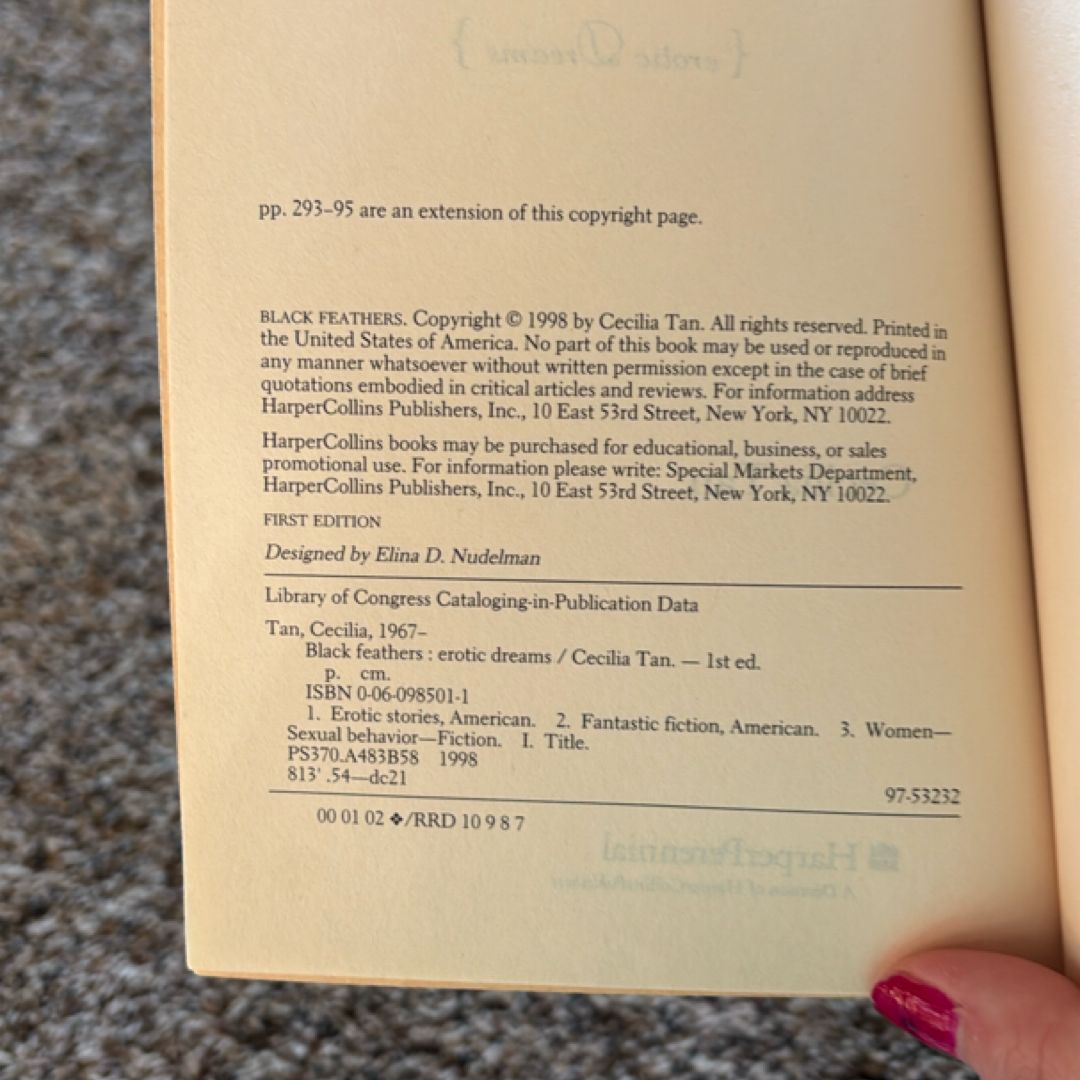 { erotic Dreams }
pp. 293–95 are an extension of this copyright page.
BLACK FEATHERS. Copyright © 1998 by Cecilia Tan. All rights reserved. Printed in
the United States of America. No part of this book may be used or reproduced in
any manner whatsoever without written permission except in the case of brief
quotations embodied in critical articles and reviews. For information address
HarperCollins Publishers, Inc., 10 East 53rd Street, New York, NY 10022.
HarperCollins books may be purchased for educational, business, or sales
promotional use. For information please write: Special Markets Department,
HarperCollins Publishers, Inc., 10 East 53rd Street, New York, NY 10022.
FIRST EDITION
Designed by Elina D. Nudelman
Library of Congress Cataloging-in-Publication Data
Tan, Cecilia, 1967–
Black feathers : erotic dreams / Cecilia Tan. — 1st ed.
p. cm.
ISBN 0-06-098501-1
1. Erotic stories, American. 2. Fantastic fiction, American. 3. Women—
Sexual behavior—Fiction. I. Title.
PS370.A483B58 1998
813' .54—dc21
97-53232
00 01 02 ❖/RRD 10 9 8 7
HarperPerennial
A Division of HarperCollinsPublishers